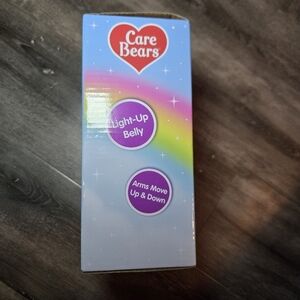 Care
Bears
Light-Up
Belly
Arms Move
Up & Down